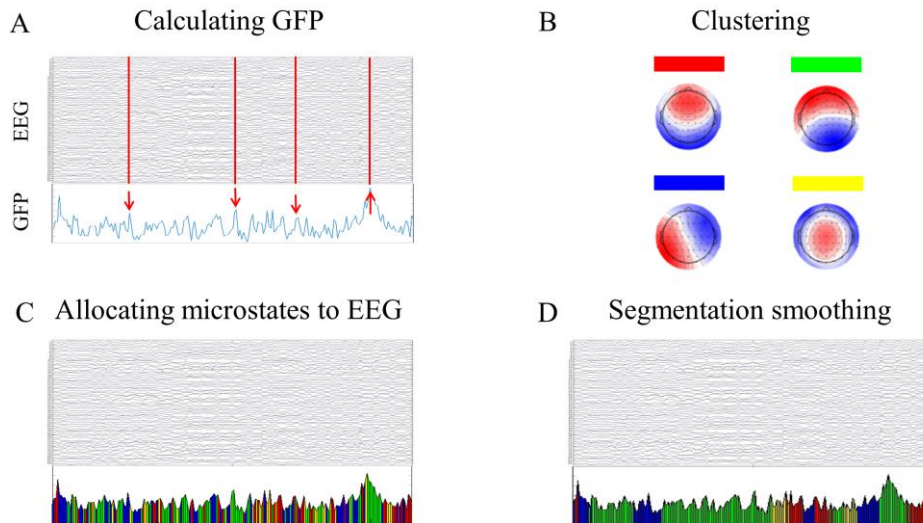 A
Calculating GFP
EEG
GFP
B
Clustering
C
Allocating microstates to EEG
D
Segmentation smoothing